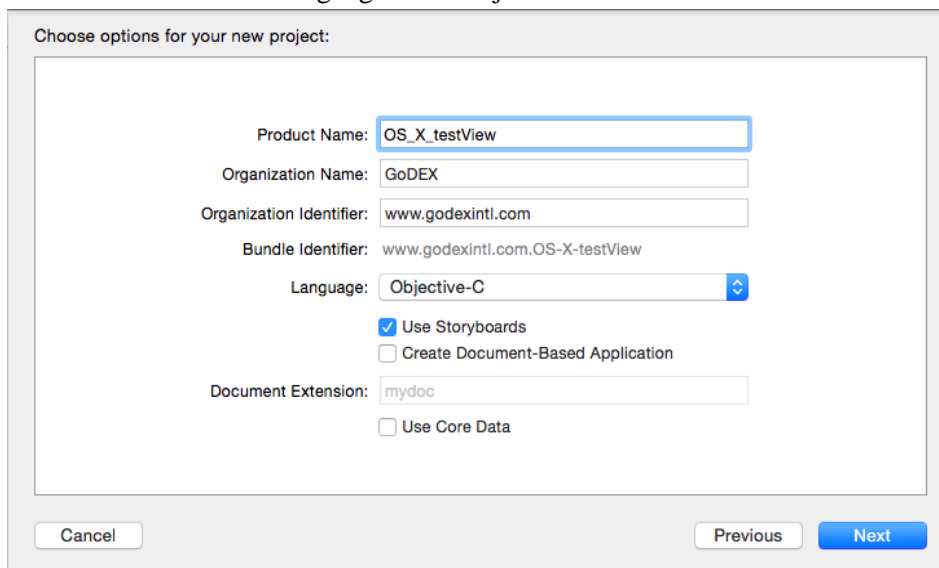 Choose options for your new project:
Product Name: OS_X_testView
Organization Name: GoDEX
Organization Identifier: www.godexintl.com
Bundle Identifier: www.godexintl.com.OS-X-testView
Language: Objective-C
Use Storyboards
Create Document-Based Application
Document Extension: mydoc
Use Core Data
Cancel Previous Next